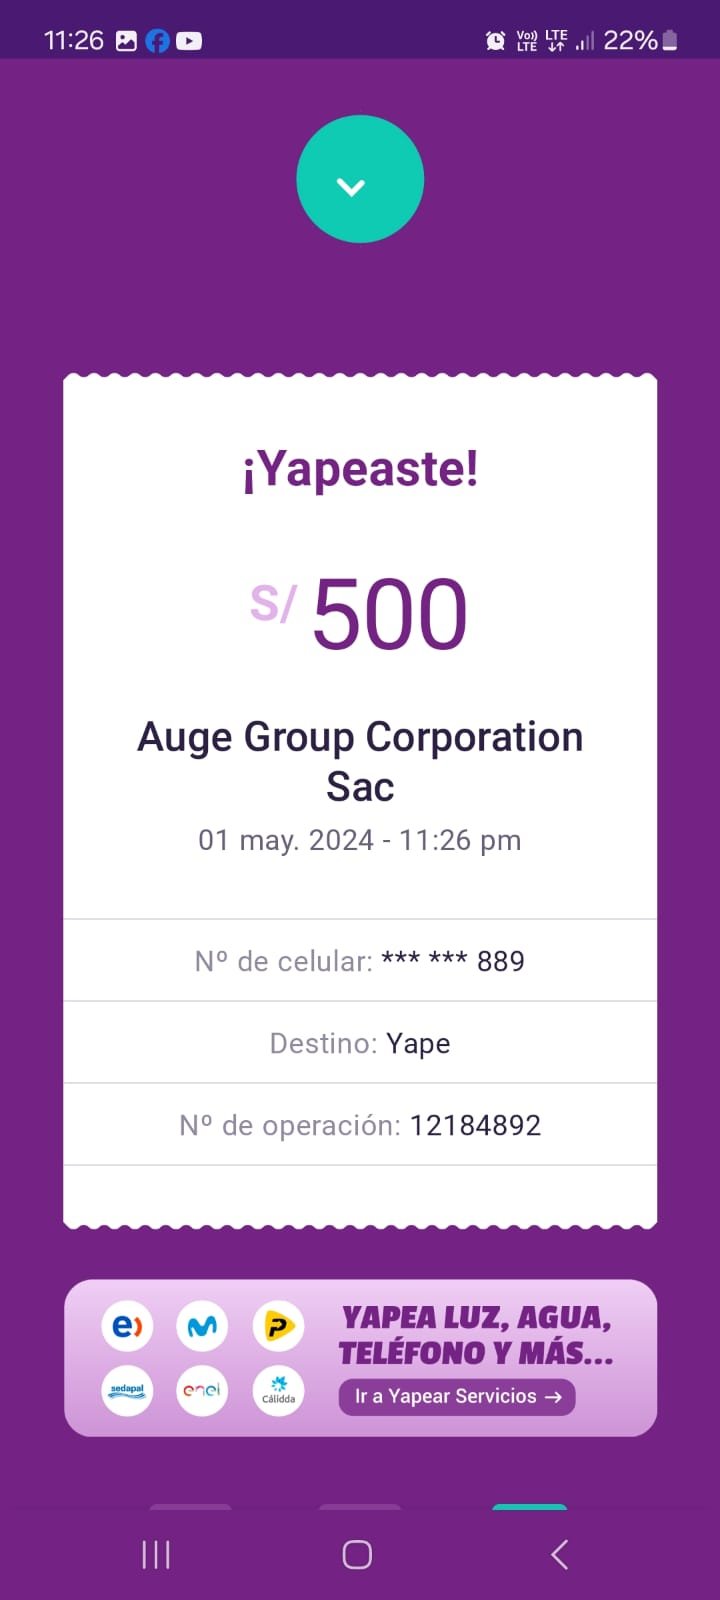 11:26
Vo)) LTE
LTE
22%
¡Yapeaste!
S/ 500
Auge Group Corporation
Sac
01 may. 2024 - 11:26 pm
Nº de celular: *** *** 889
Destino: Yape
Nº de operación: 12184892
e)
P
sedapal
enel
Cálidda
YAPEA LUZ, AGUA,
TELÉFONO Y MÁS...
Ir a Yapear Servicios →